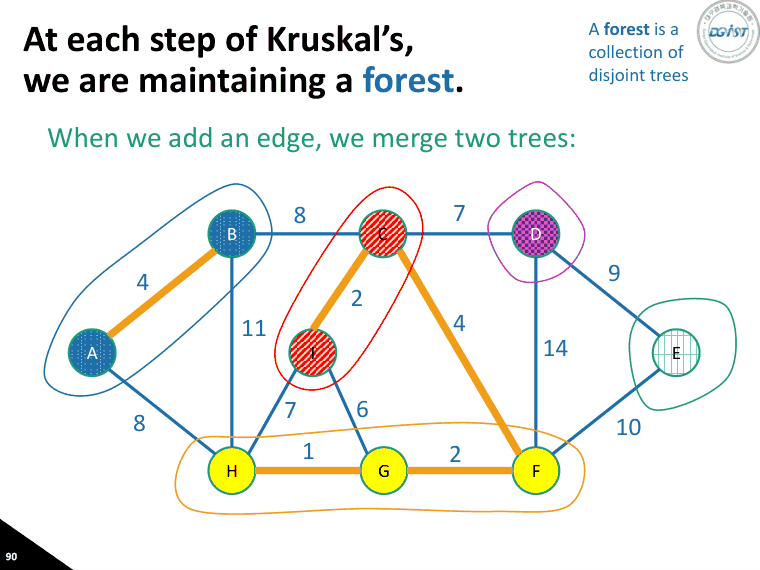 At each step of Kruskal’s,
we are maintaining a forest.
A forest is a
collection of
disjoint trees
DGIST
When we add an edge, we merge two trees:
8
7
B
C
D
4
2
9
11
4
14
A
I
E
8
7
6
10
1
2
H
G
F
90